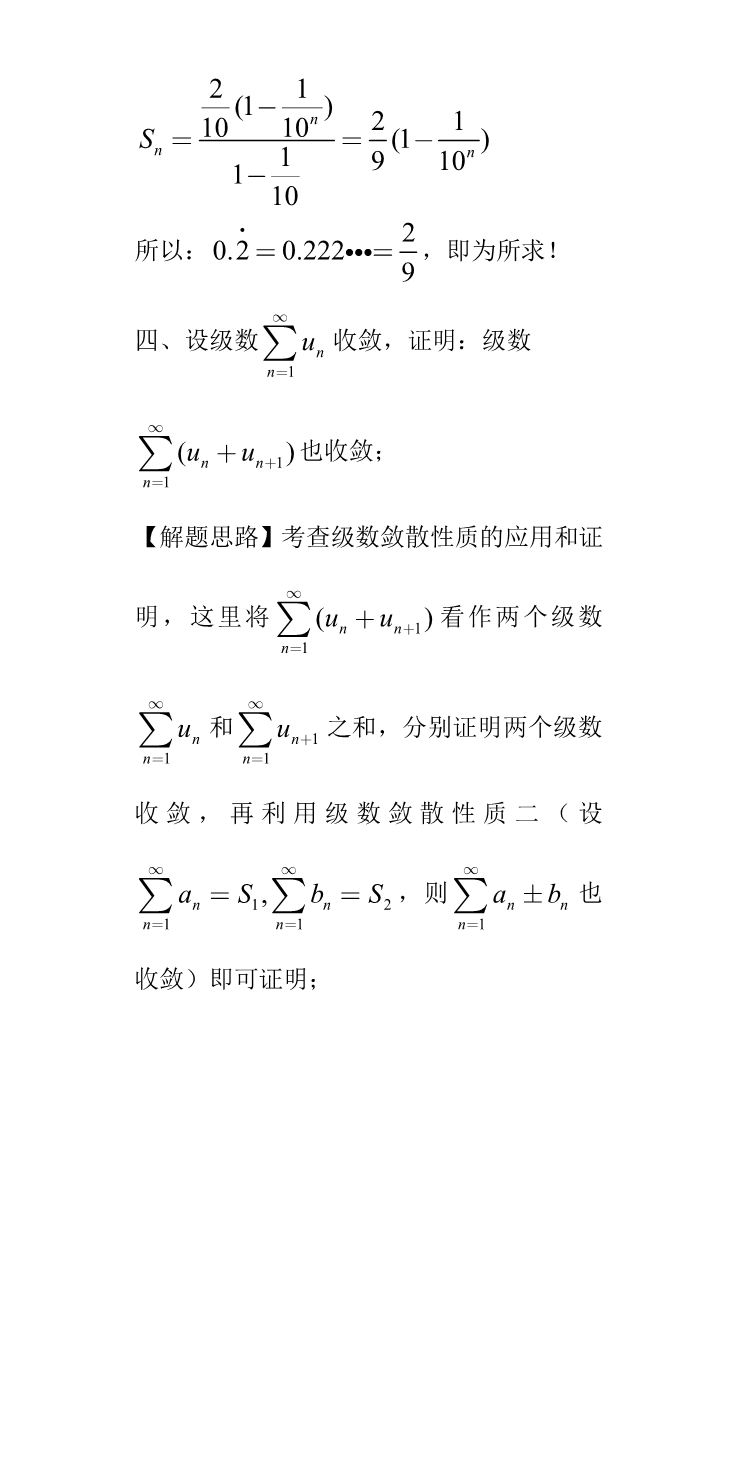 $S_n = \dfrac{\frac{2}{10}(1-\frac{1}{10^n})}{1-\frac{1}{10}} = \dfrac{2}{9}(1-\dfrac{1}{10^n})$
所以：$0.\dot{2} = 0.222\bullet\bullet\bullet = \dfrac{2}{9}$，即为所求！
四、设级数$\sum_{n=1}^{\infty} u_n$ 收敛，证明：级数
$\sum_{n=1}^{\infty} (u_n + u_{n+1})$也收敛；
【解题思路】考查级数敛散性质的应用和证
明，这里将$\sum_{n=1}^{\infty} (u_n + u_{n+1})$看作两个级数
$\sum_{n=1}^{\infty} u_n$ 和$\sum_{n=1}^{\infty} u_{n+1}$ 之和，分别证明两个级数
收敛，再利用级数敛散性质二（设
$\sum_{n=1}^{\infty} a_n = S_1, \sum_{n=1}^{\infty} b_n = S_2$，则$\sum_{n=1}^{\infty} a_n \pm b_n$ 也
收敛）即可证明；